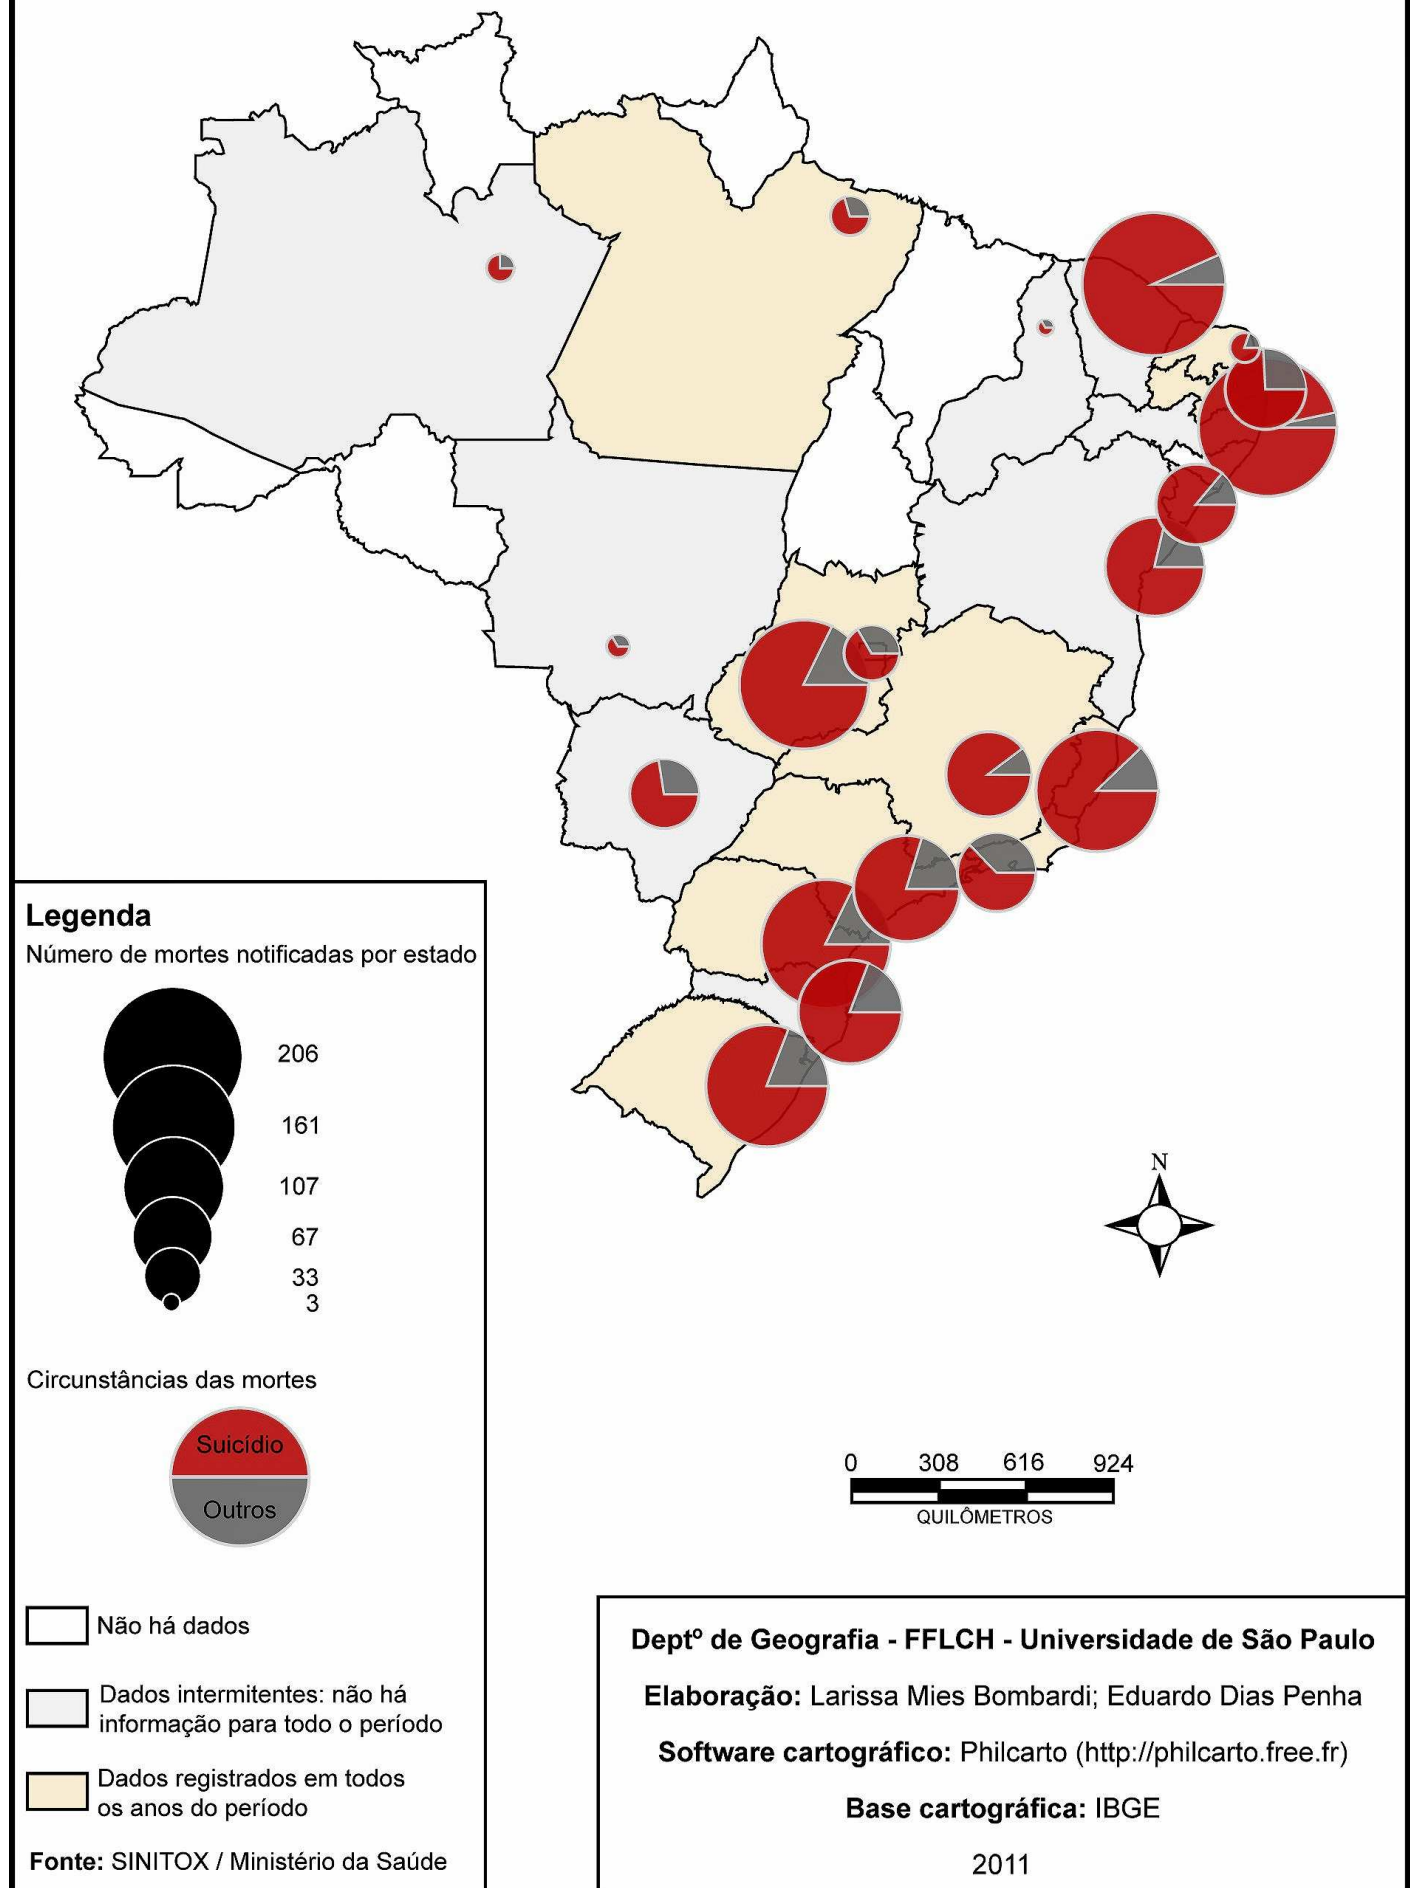 Legenda
Número de mortes notificadas por estado
206
161
107
67
33
3
Circunstâncias das mortes
Suicídio
Outros
Não há dados
Dados intermitentes: não há
informação para todo o período
Dados registrados em todos
os anos do período
Fonte: SINITOX / Ministério da Saúde
N
0 308 616 924
QUILÔMETROS
Deptº de Geografia - FFLCH - Universidade de São Paulo
Elaboração: Larissa Mies Bombardi; Eduardo Dias Penha
Software cartográfico: Philcarto (http://philcarto.free.fr)
Base cartográfica: IBGE
2011